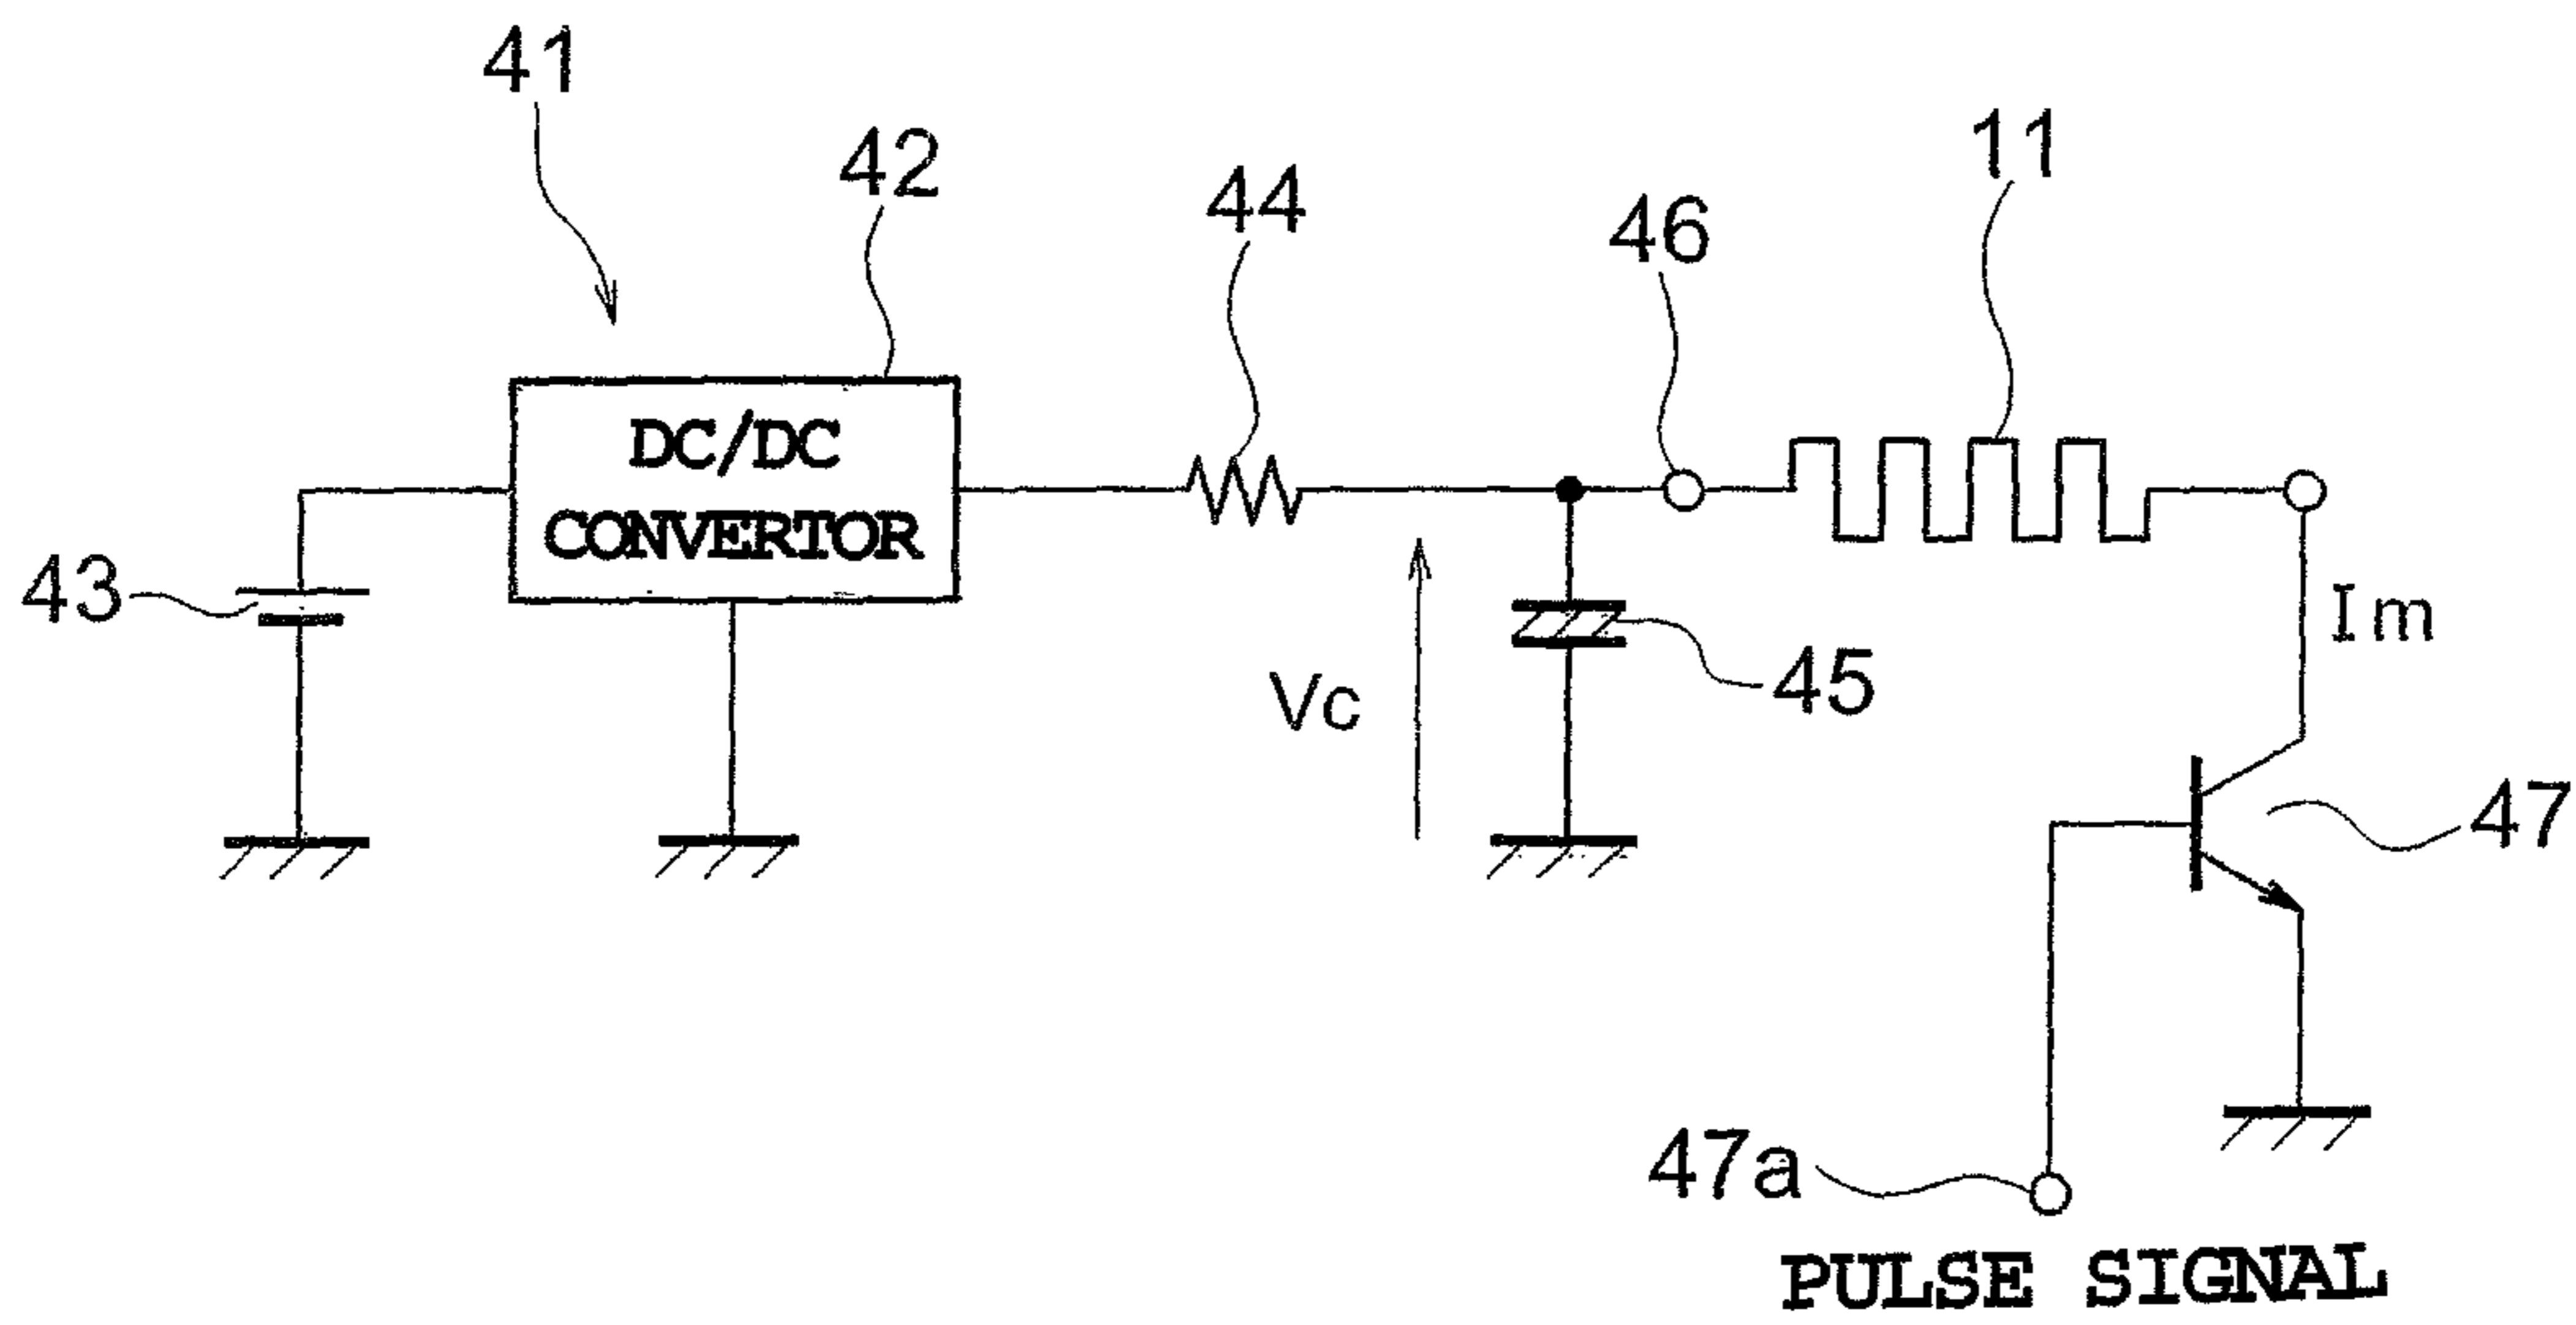 41
42
44
46
11
DC/DC
CONVERTOR
43
Im
Vc
45
47
47a
PULSE SIGNAL